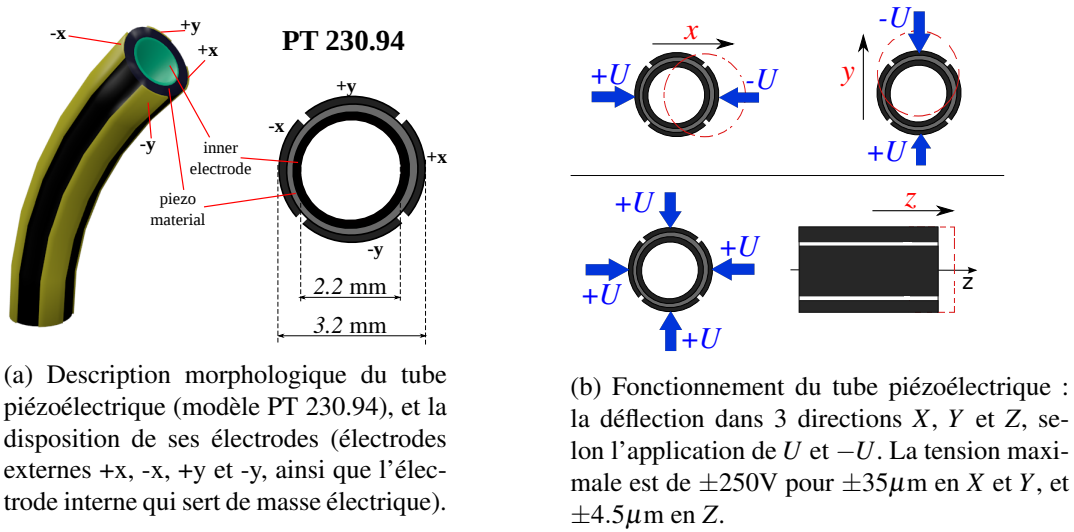 -x
+y
+x
-y
PT 230.94
+y
-x
+x
-y
inner
electrode
piezo
material
2.2 mm
3.2 mm
(a) Description morphologique du tube
piézoélectrique (modèle PT 230.94), et la
disposition de ses électrodes (électrodes
externes +x, -x, +y et -y, ainsi que l'élec-
trode interne qui sert de masse électrique).
x
+U
-U
-U
y
+U
+U
+U
+U
+U
z
z
(b) Fonctionnement du tube piézoélectrique :
la déflection dans 3 directions X, Y et Z, se-
lon l'application de U et −U. La tension maxi-
male est de ±250V pour ±35μm en X et Y, et
±4.5μm en Z.